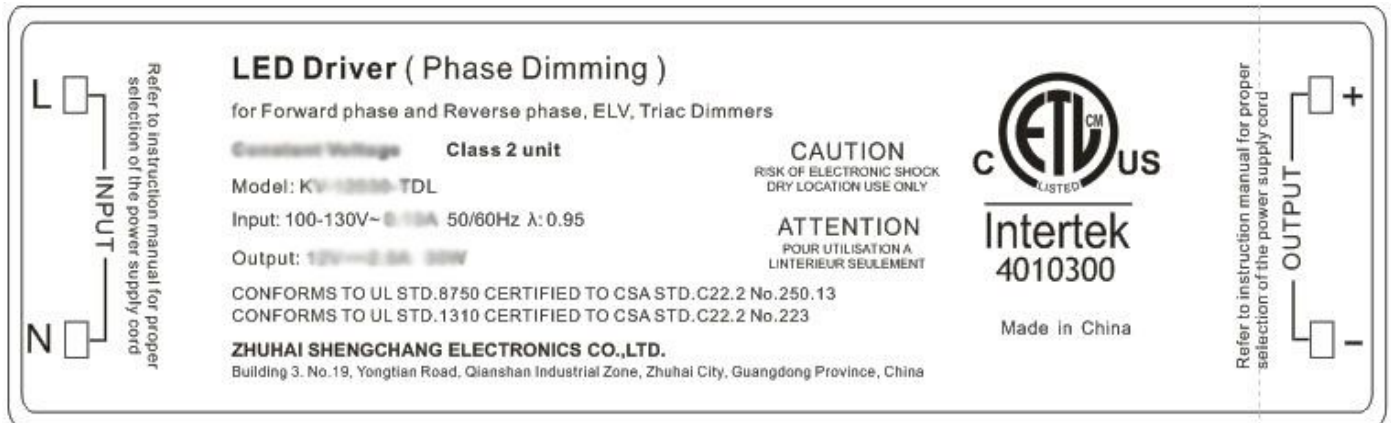 L
N
INPUT
Refer to instruction manual for proper
selection of the power supply cord
LED Driver ( Phase Dimming )
for Forward phase and Reverse phase, ELV, Triac Dimmers
Class 2 unit
Model: K TDL
Input: 100-130V~ 50/60Hz λ: 0.95
Output:
CONFORMS TO UL STD.8750 CERTIFIED TO CSA STD.C22.2 No.250.13
CONFORMS TO UL STD.1310 CERTIFIED TO CSA STD.C22.2 No.223
ZHUHAI SHENGCHANG ELECTRONICS CO.,LTD.
Building 3. No.19, Yongtian Road, Qianshan Industrial Zone, Zhuhai City, Guangdong Province, China
CAUTION
RISK OF ELECTRONIC SHOCK
DRY LOCATION USE ONLY
ATTENTION
POUR UTILISATION A
LINTERIEUR SEULEMENT
ETL CM
C US
LISTED
Intertek
4010300
Made in China
Refer to instruction manual for proper
selection of the power supply cord
OUTPUT
+
-